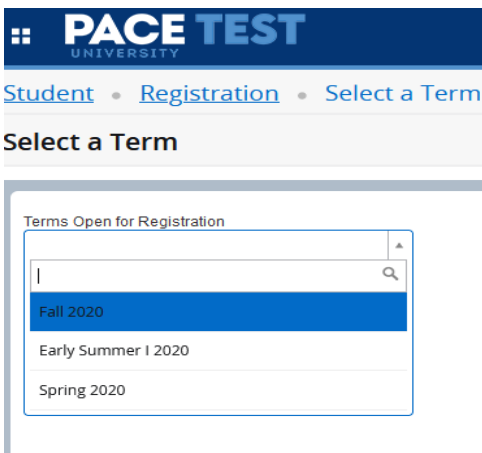 PACE TEST
UNIVERSITY
Student • Registration • Select a Term
Select a Term
Terms Open for Registration
Fall 2020
Early Summer I 2020
Spring 2020